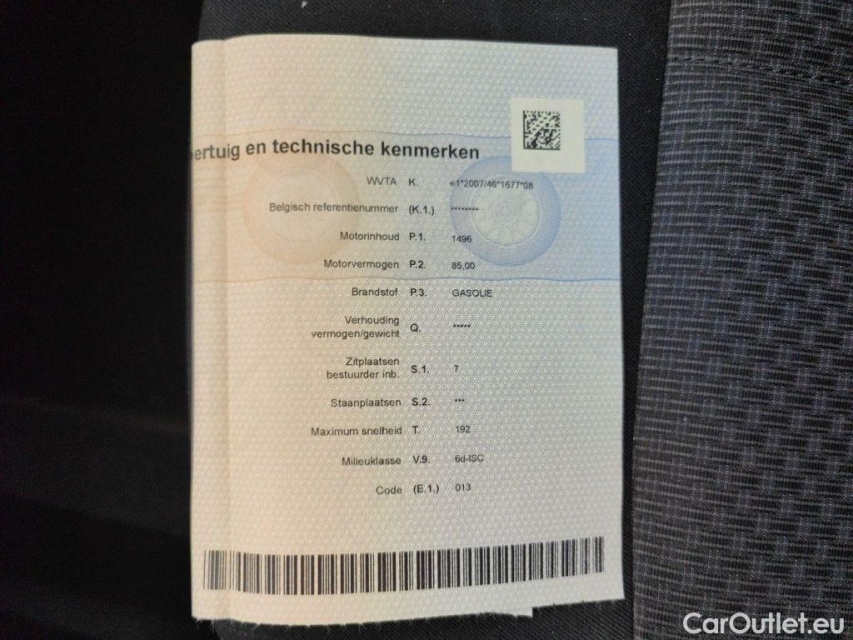 ertuig en technische kenmerken
WVTA K. e1*2007/46*1677*08
Belgisch referentienummer (K.1.) ********
Motorinhoud P.1. 1496
Motorvermogen P.2. 85,00
Brandstof P.3. GASOLIE
Verhouding
vermogen/gewicht Q. *****
Zitplaatsen
bestuurder inb. S.1. 7
Staanplaatsen S.2. ***
Maximum snelheid T. 192
Milieuklasse V.9. 6d-ISC
Code (E.1.) 013
CarOutlet.eu